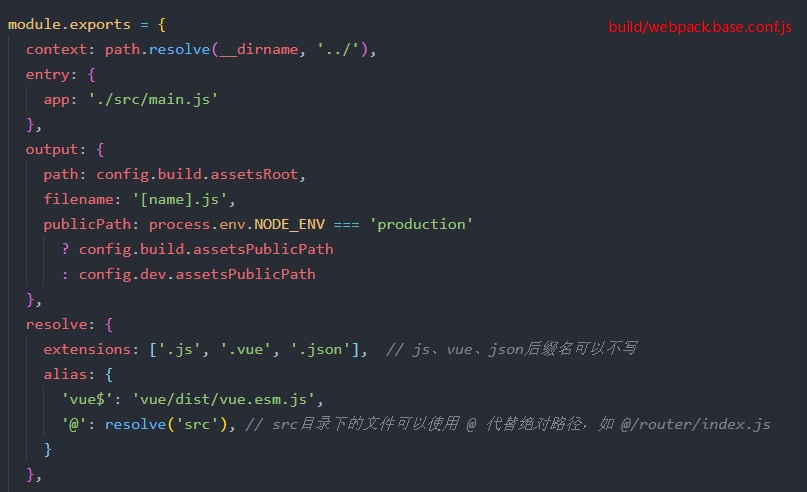 module.exports = { build/webpack.base.conf.js
  context: path.resolve(__dirname, '../'),
  entry: {
    app: './src/main.js'
  },
  output: {
    path: config.build.assetsRoot,
    filename: '[name].js',
    publicPath: process.env.NODE_ENV === 'production'
      ? config.build.assetsPublicPath
      : config.dev.assetsPublicPath
  },
  resolve: {
    extensions: ['.js', '.vue', '.json'],  // js、vue、json后缀名可以不写
    alias: {
      'vue$': 'vue/dist/vue.esm.js',
      '@': resolve('src'), // src目录下的文件可以使用 @ 代替绝对路径，如 @/router/index.js
    }
  },